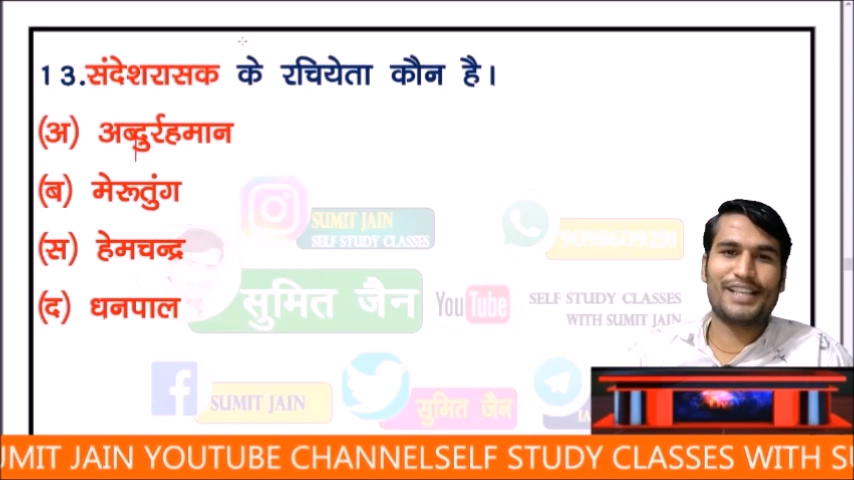 13.संदेशरासक के रचियेता कौन है।
(अ) अब्दुर्रहमान
(ब) मेरूतुंग
(स) हेमचन्द्र
(द) धनपाल
SUMIT JAIN
SELF STUDY CLASSES
सुमित जैन
YouTube
SELF STUDY CLASSES
WITH SUMIT JAIN
SUMIT JAIN
सुमित जैन
UMIT JAIN YOUTUBE CHANNELSELF STUDY CLASSES WITH SU